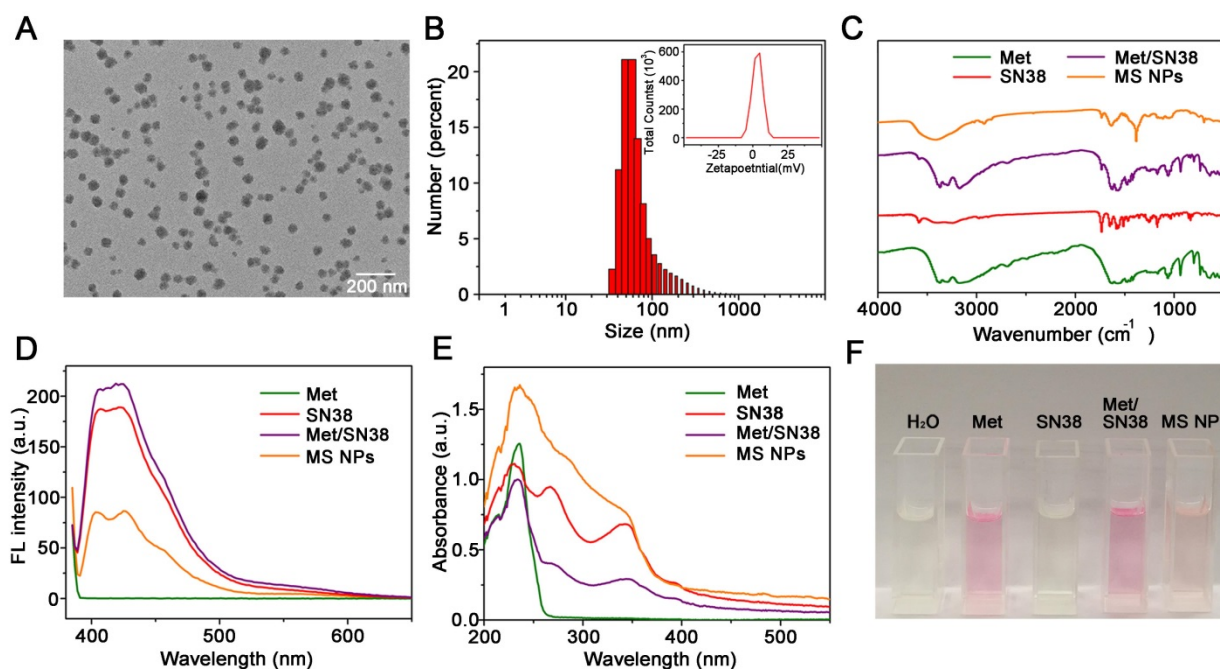 A
200 nm
B
Number (percent)
20
15
10
5
0
1
10
100
1000
Size (nm)
Total Countst (10³)
600
400
200
0
-25
0
25
Zetapoetntial(mV)
C
Met
SN38
Met/SN38
MS NPs
4000
3000
2000
1000
Wavenumber (cm⁻¹)
D
FL intensity (a.u.)
200
150
100
50
0
400
500
600
Wavelength (nm)
Met
SN38
Met/SN38
MS NPs
E
Absorbance (a.u.)
1.5
1.0
0.5
0.0
200
250
300
400
500
Wavelength (nm)
Met
SN38
Met/SN38
MS NPs
F
H₂O
Met
SN38
Met/
SN38
MS NP